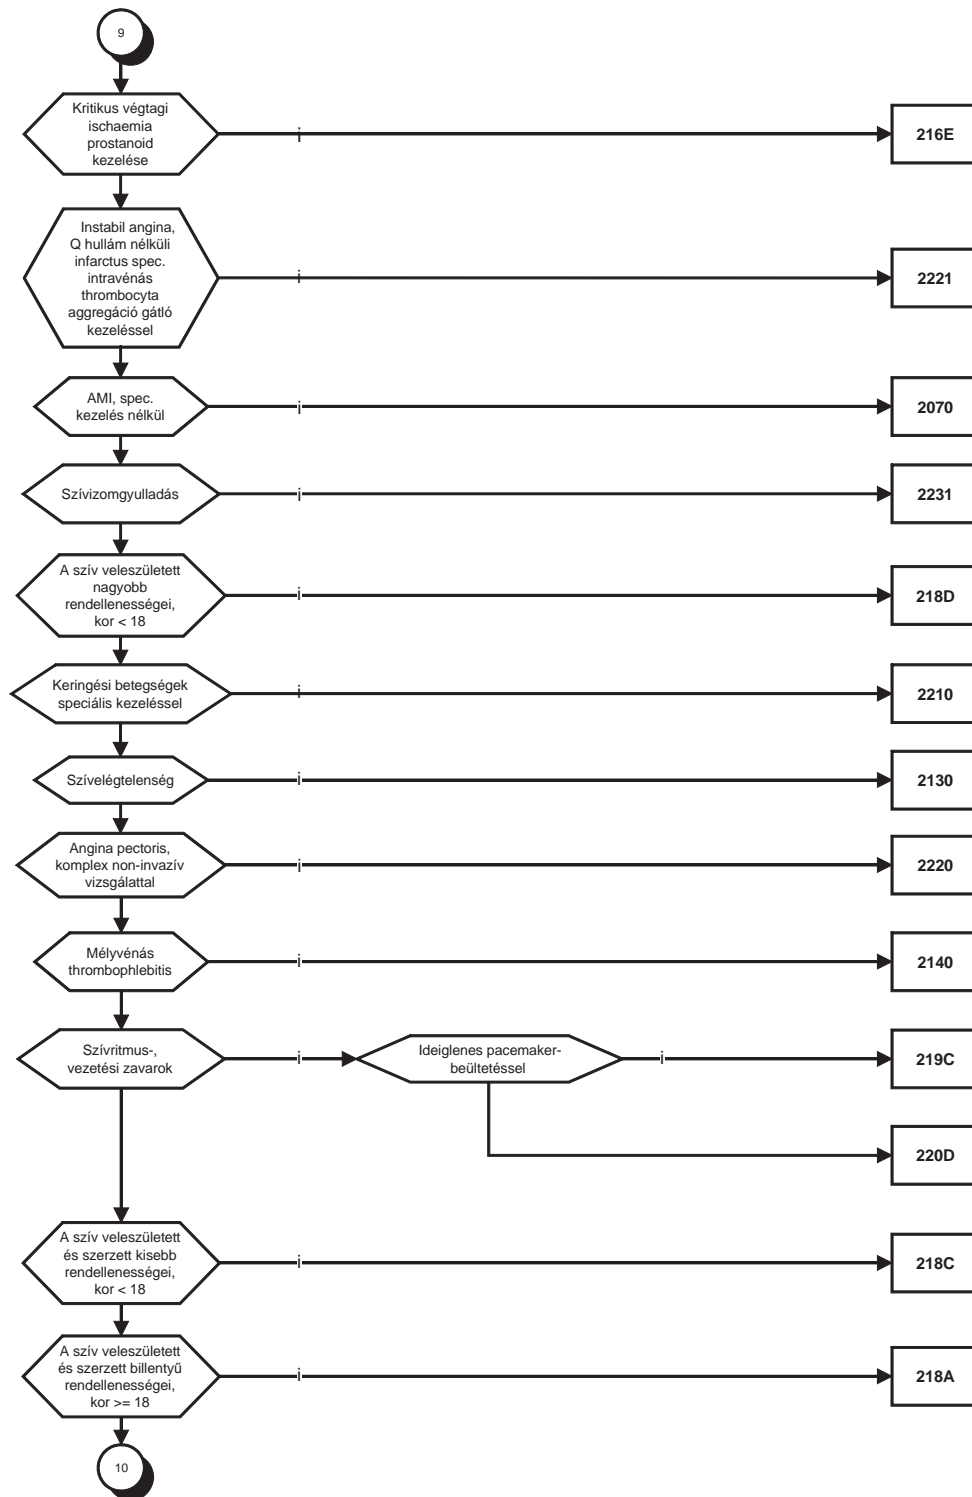 9
Kritikus végtagi
ischaemia
prostanoid
kezelése
i
216E
Instabil angina,
Q hullám nélküli
infarctus spec.
intravénás
thrombocyta
aggregáció gátló
kezeléssel
i
2221
AMI, spec.
kezelés nélkül
i
2070
Szívizomgyulladás
i
2231
A szív veleszületett
nagyobb
rendellenességei,
kor < 18
i
218D
Keringési betegségek
speciális kezeléssel
i
2210
Szívelégtelenség
i
2130
Angina pectoris,
komplex non-invazív
vizsgálattal
i
2220
Mélyvénás
thrombophlebitis
i
2140
Szívritmus-,
vezetési zavarok
i
Ideiglenes pacemaker-
beültetéssel
i
219C
220D
A szív veleszületett
és szerzett kisebb
rendellenességei,
kor < 18
i
218C
A szív veleszületett
és szerzett billentyű
rendellenességei,
kor >= 18
i
218A
10